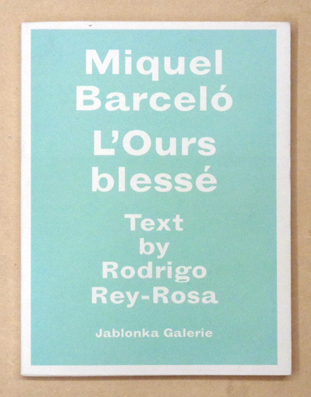 Miquel
Barceló
L'Ours
blessé
Text
by
Rodrigo
Rey-Rosa
Jablonka Galerie